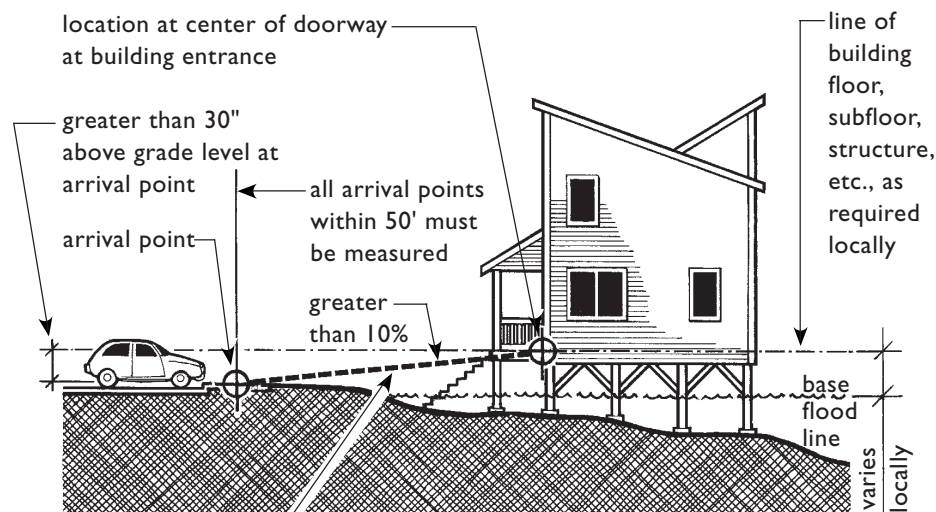 location at center of doorway
at building entrance
line of
building
floor,
subfloor,
structure,
etc., as
required
locally
greater than 30"
above grade level at
arrival point
all arrival points
within 50' must
be measured
arrival point
greater
than 10%
base
flood
line
varies
locally